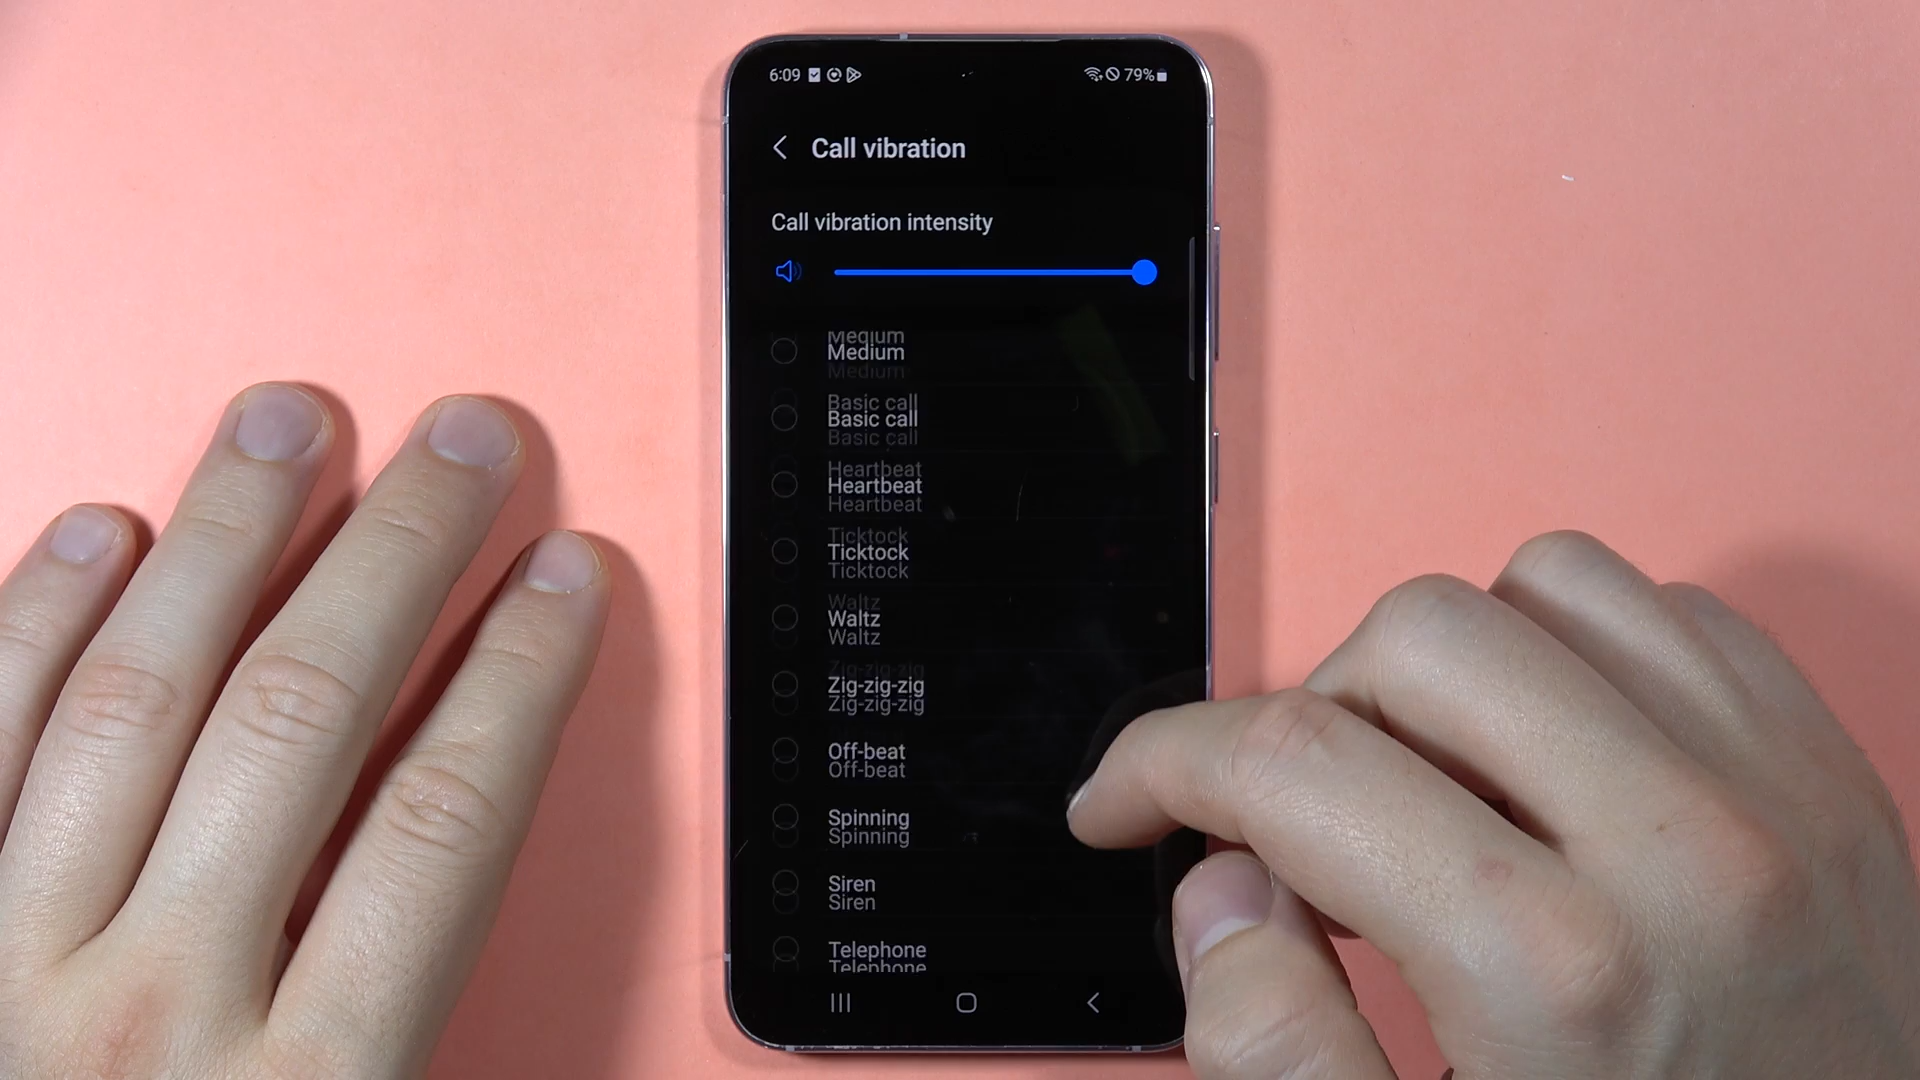 6:09 79%
Call vibration
Call vibration intensity
Medium
Basic call
Heartbeat
Ticktock
Waltz
Zig-zig-zig
Off-beat
Spinning
Siren
Telephone